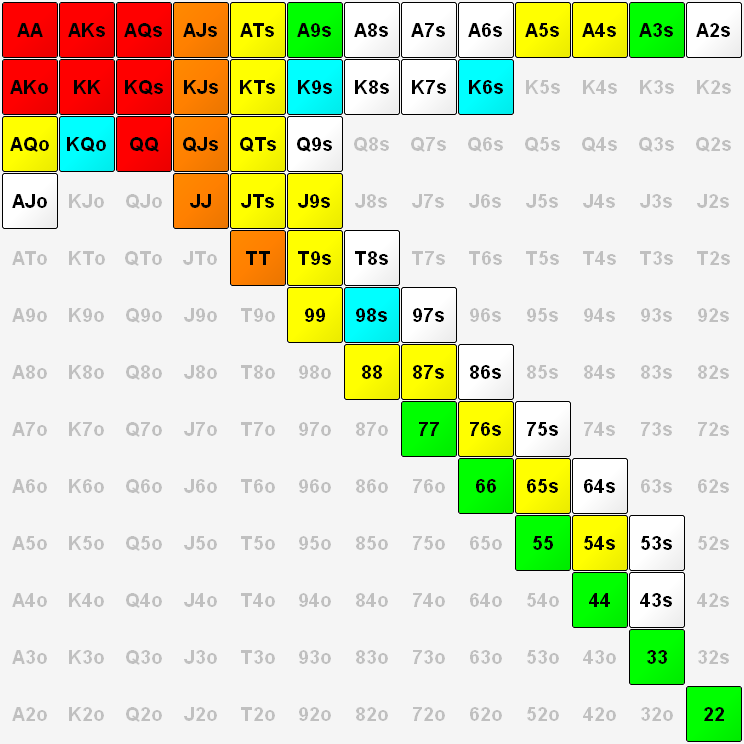 AA AKs AQs AJs ATs A9s A8s A7s A6s A5s A4s A3s A2s
AKo KK KQs KJs KTs K9s K8s K7s K6s K5s K4s K3s K2s
AQo KQo QQ QJs QTs Q9s Q8s Q7s Q6s Q5s Q4s Q3s Q2s
AJo KJo QJo JJ JTs J9s J8s J7s J6s J5s J4s J3s J2s
ATo KTo QTo JTo TT T9s T8s T7s T6s T5s T4s T3s T2s
A9o K9o Q9o J9o T9o 99 98s 97s 96s 95s 94s 93s 92s
A8o K8o Q8o J8o T8o 98o 88 87s 86s 85s 84s 83s 82s
A7o K7o Q7o J7o T7o 97o 87o 77 76s 75s 74s 73s 72s
A6o K6o Q6o J6o T6o 96o 86o 76o 66 65s 64s 63s 62s
A5o K5o Q5o J5o T5o 95o 85o 75o 65o 55 54s 53s 52s
A4o K4o Q4o J4o T4o 94o 84o 74o 64o 54o 44 43s 42s
A3o K3o Q3o J3o T3o 93o 83o 73o 63o 53o 43o 33 32s
A2o K2o Q2o J2o T2o 92o 82o 72o 62o 52o 42o 32o 22